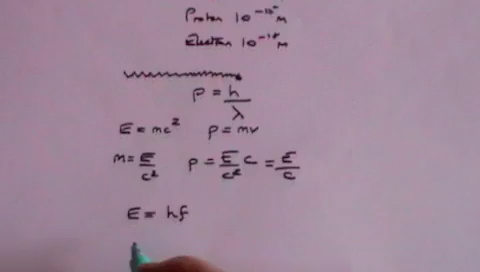 Proton 10⁻¹⁵ M
Electron 10⁻¹⁸ M
P = h/λ
E = mc² P = mv
M = E/c² P = E/c² C = E/C
E = hf